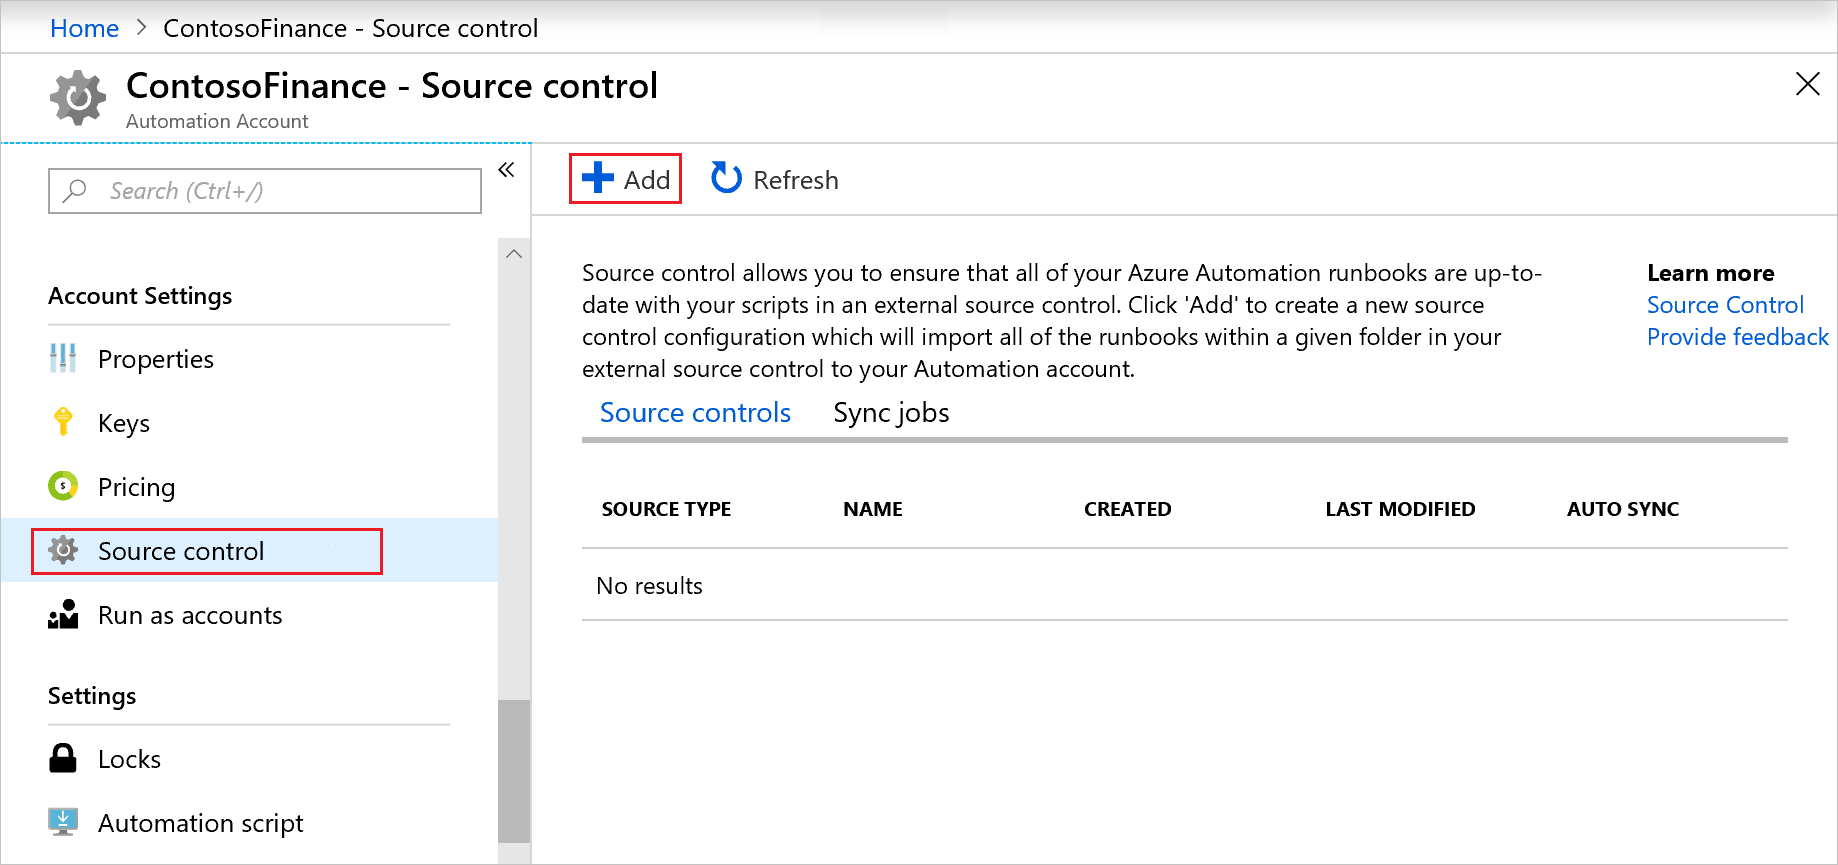 Home > ContosoFinance - Source control
ContosoFinance - Source control
Automation Account
Search (Ctrl+/)
Account Settings
Properties
Keys
Pricing
Source control
Run as accounts
Settings
Locks
Automation script
Add Refresh
Source control allows you to ensure that all of your Azure Automation runbooks are up-to-
date with your scripts in an external source control. Click 'Add' to create a new source
control configuration which will import all of the runbooks within a given folder in your
external source control to your Automation account.
Learn more
Source Control
Provide feedback
Source controls Sync jobs
SOURCE TYPE NAME CREATED LAST MODIFIED AUTO SYNC
No results